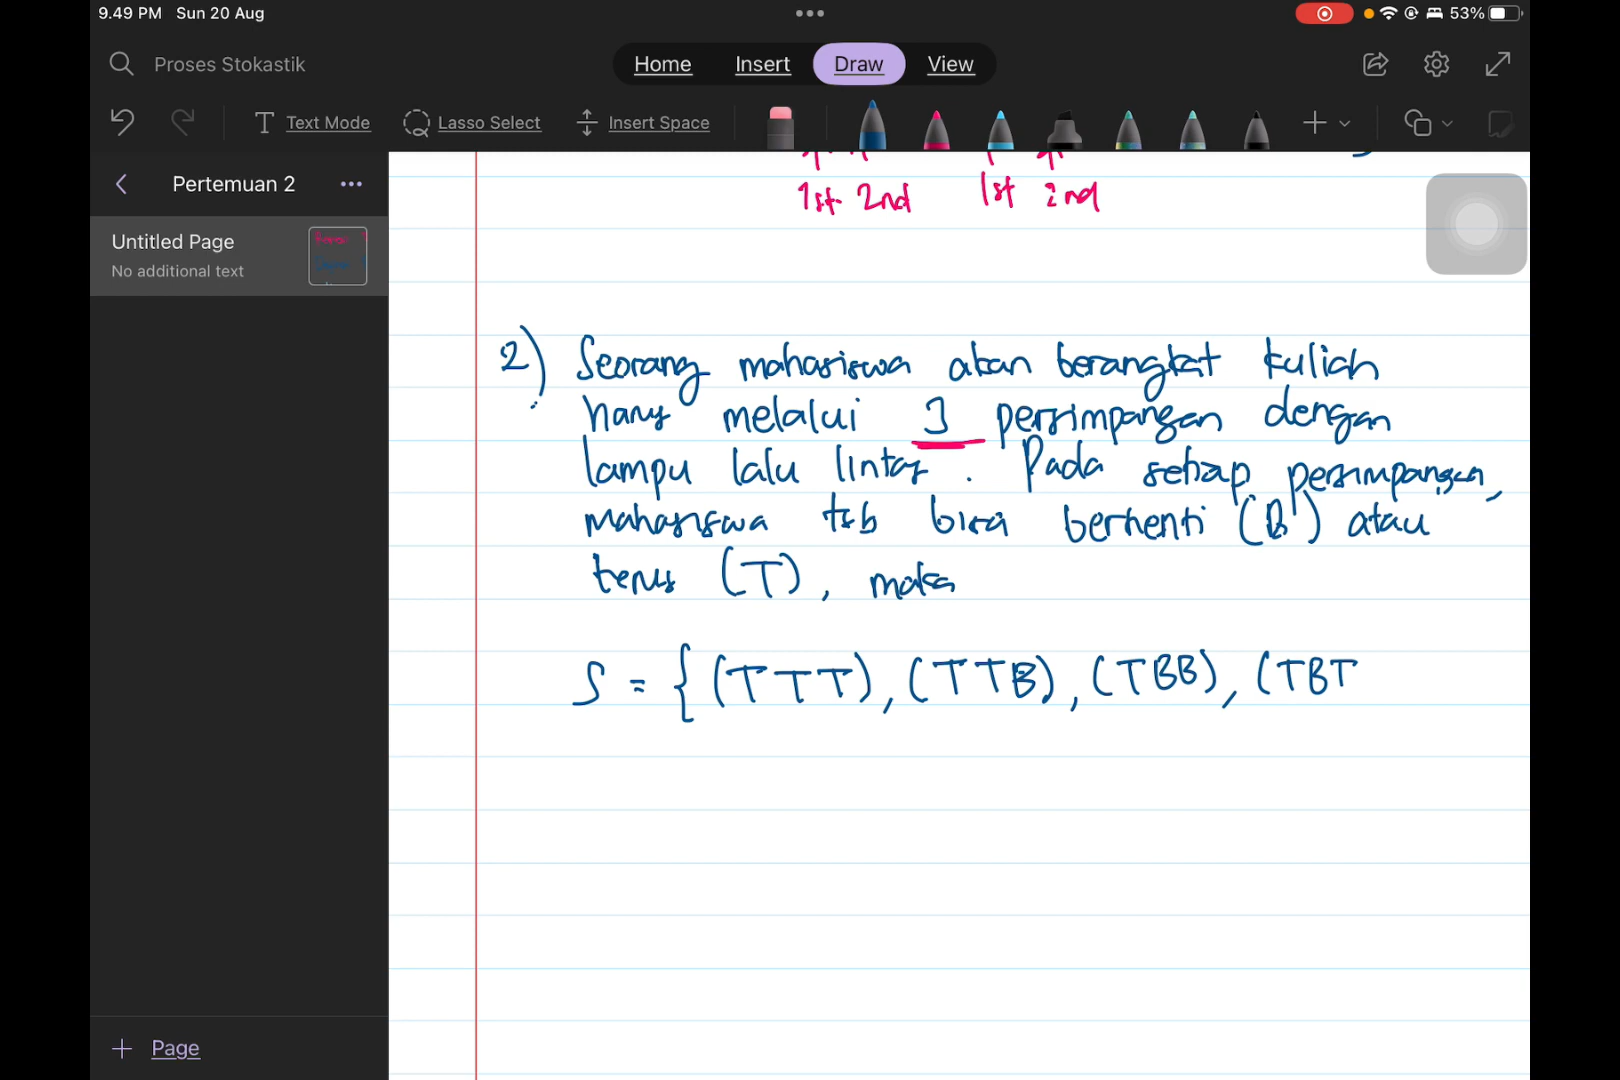 9.49 PM Sun 20 Aug
53%
Proses Stokastik
Home Insert Draw View
Text Mode Lasso Select Insert Space
Pertemuan 2
Untitled Page
No additional text
1st 2nd 1st 2nd
2) Seorang mahasiswa akan berangkat kuliah
harus melalui 3 persimpangan dengan
lampu lalu lintas . Pada setiap persimpangan,
mahasiswa tsb bisa berhenti (B) atau
terus (T), maka
S = { (TTT), (TTB), (TBB), (TBT
Page